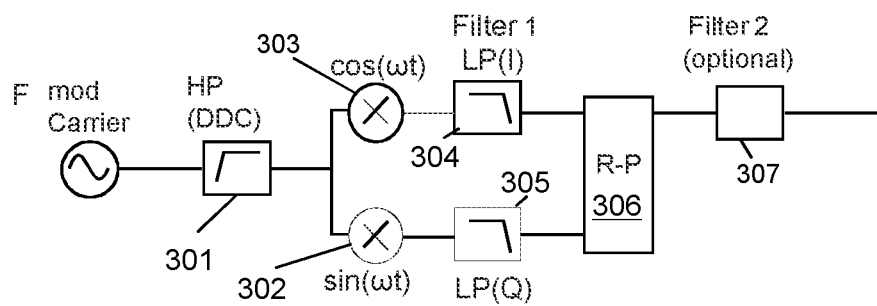 303
cos(ωt)
Filter 1
LP(I)
Filter 2
(optional)
F mod
Carrier
HP
(DDC)
304
305
R-P
306
307
301
302
sin(ωt)
LP(Q)